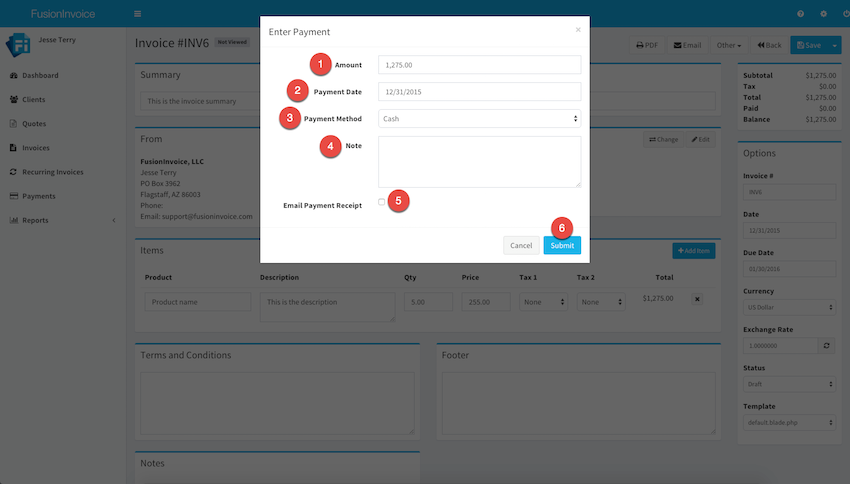 FusionInvoice
Jesse Terry
Dashboard
Clients
Quotes
Invoices
Recurring Invoices
Payments
Reports
Invoice #INV6 Not Viewed
PDF Email Other Back Save
Enter Payment ×
1 Amount 1,275.00
2 Payment Date 12/31/2015
3 Payment Method Cash
4 Note
Email Payment Receipt 5
6
Cancel Submit
Summary
This is the invoice summary
From
Change Edit
FusionInvoice, LLC
Jesse Terry
PO Box 3962
Flagstaff, AZ 86003
Phone:
Email: support@fusioninvoice.com
Items
Add Item
Product Description Qty Price Tax 1 Tax 2 Total
Product name This is the description 5.00 255.00 None None $1,275.00
Terms and Conditions
Footer
Notes
Subtotal $1,275.00
Tax $0.00
Total $1,275.00
Paid $0.00
Balance $1,275.00
Options
Invoice #
INV6
Date
12/31/2015
Due Date
01/30/2016
Currency
US Dollar
Exchange Rate
1.0000000
Status
Draft
Template
default.blade.php